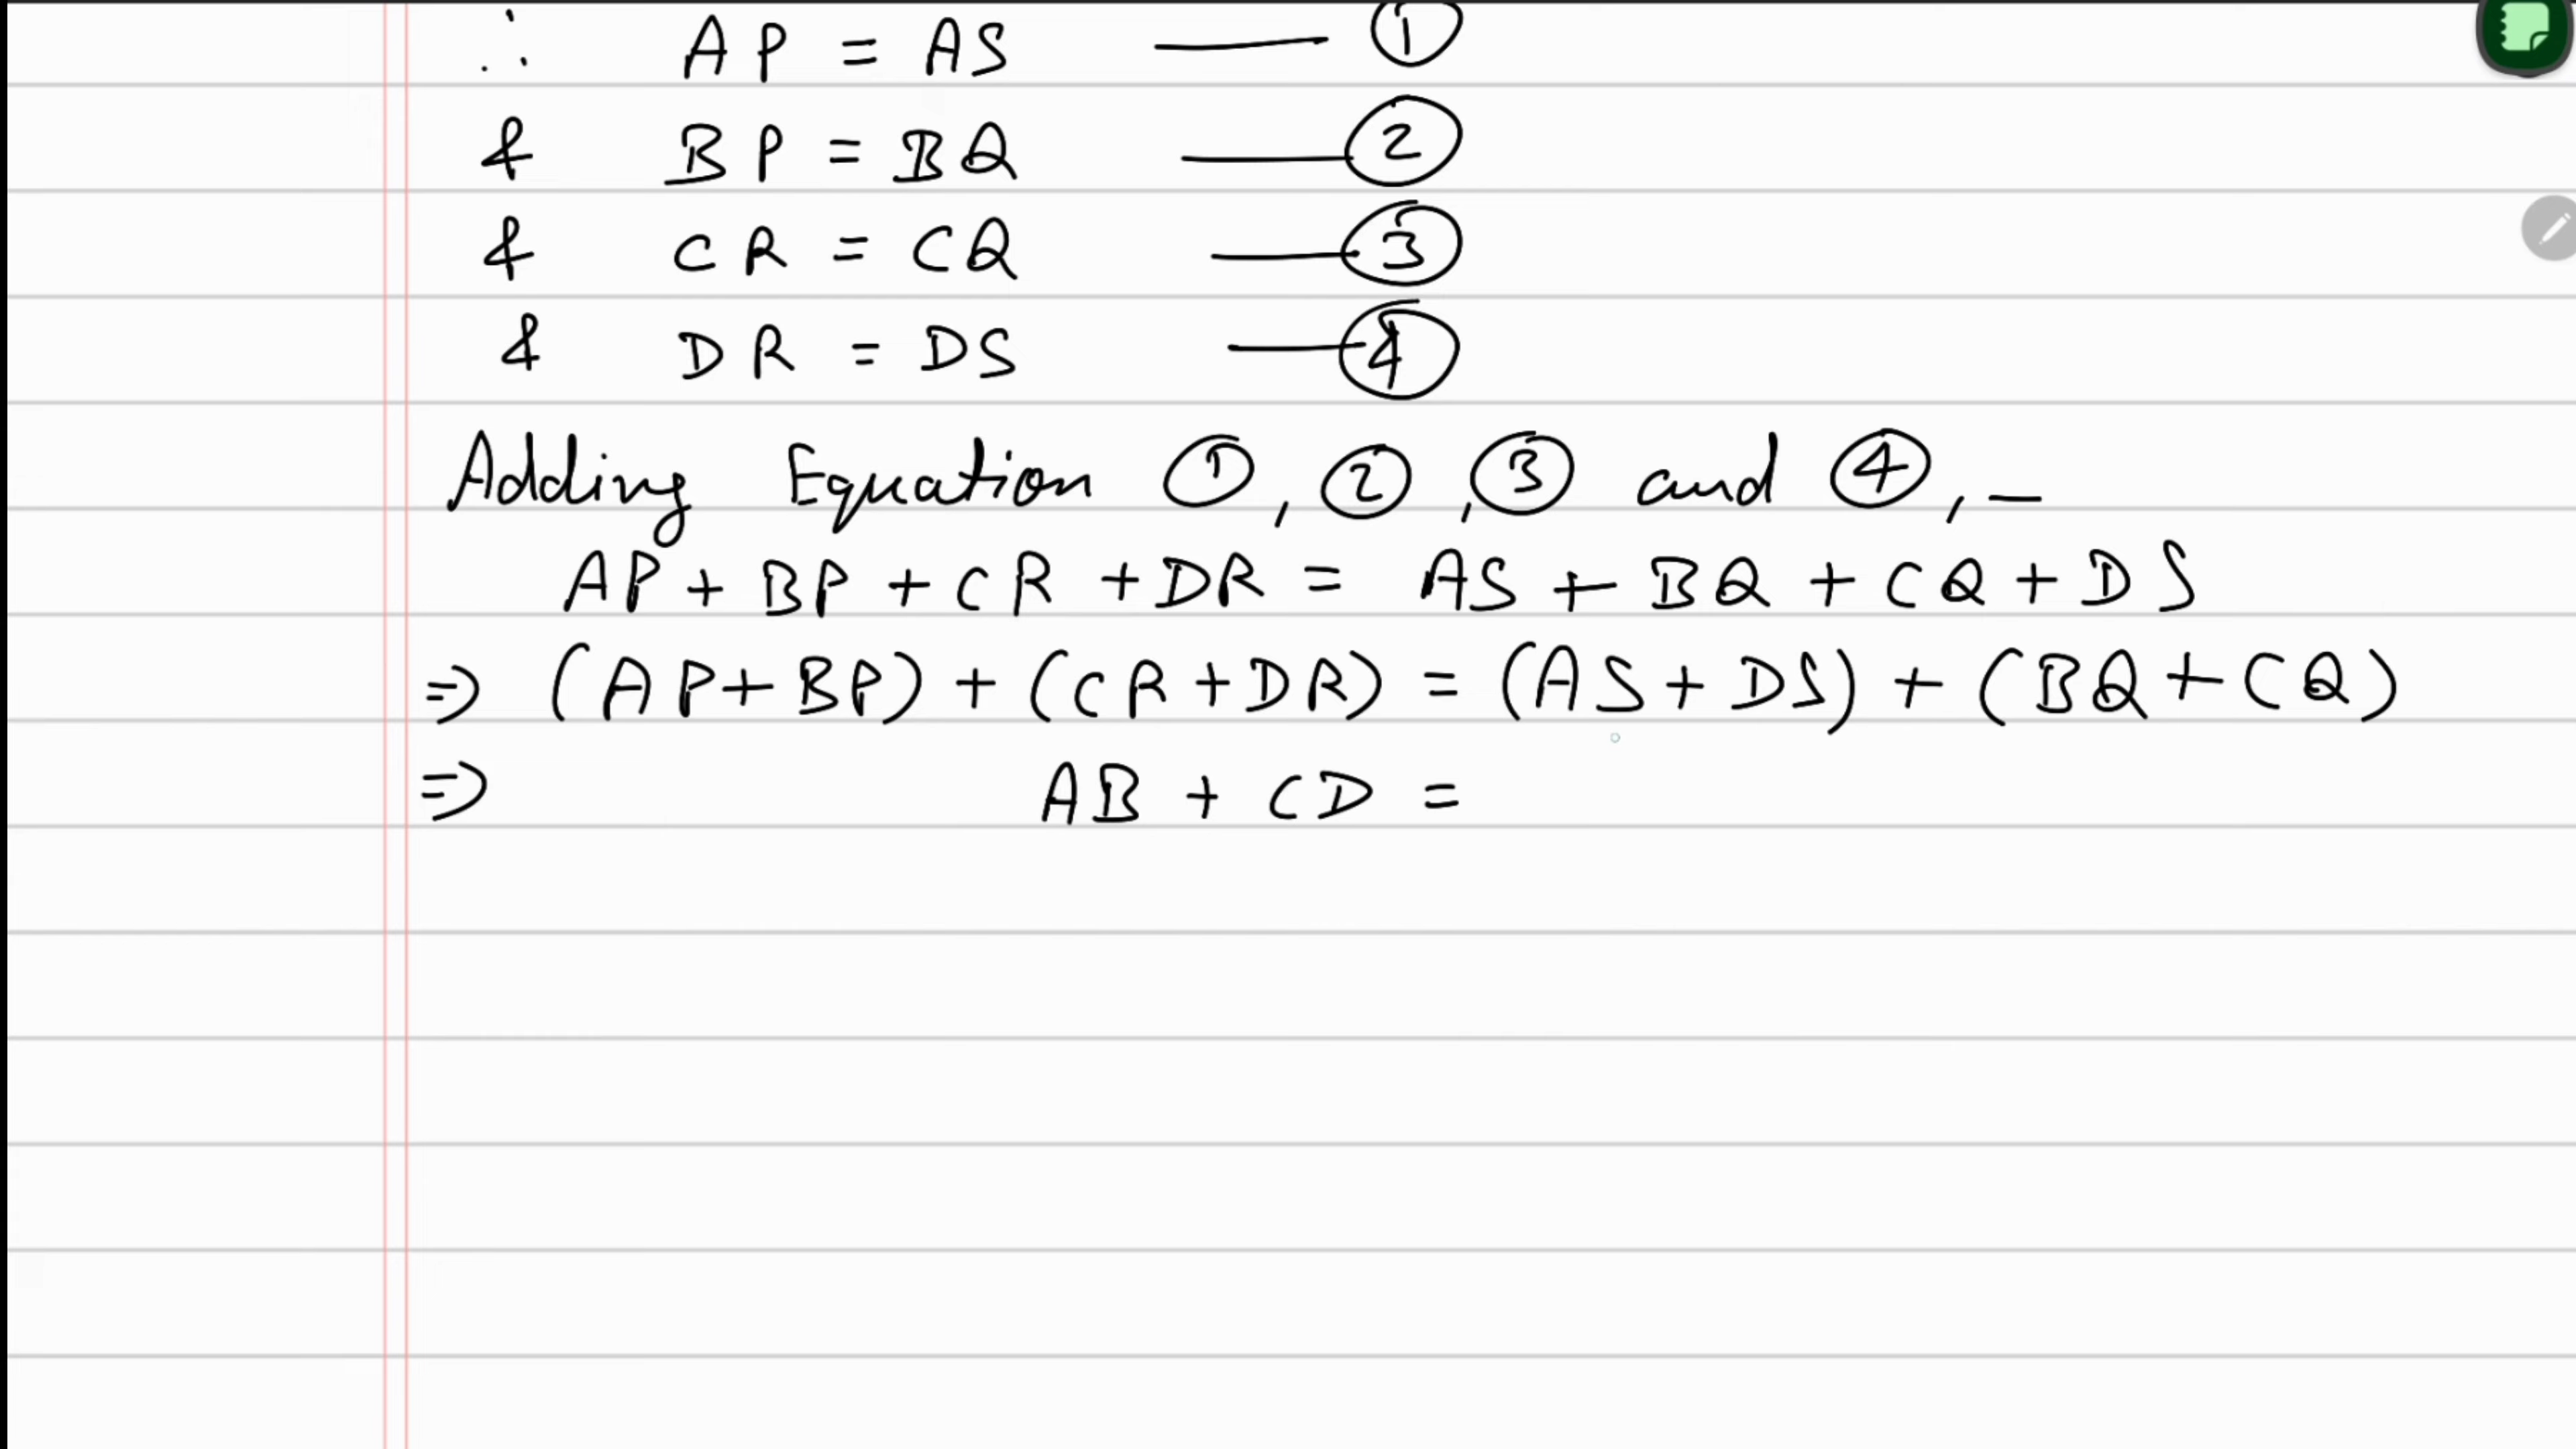 ∴ AP = AS —— ①
& BP = BQ —— ②
& CR = CQ —— ③
& DR = DS —— ④
Adding Equation ①, ②, ③ and ④, —
AP + BP + CR + DR = AS + BQ + CQ + DS
⇒ (AP + BP) + (CR + DR) = (AS + DS) + (BQ + CQ)
⇒ AB + CD =